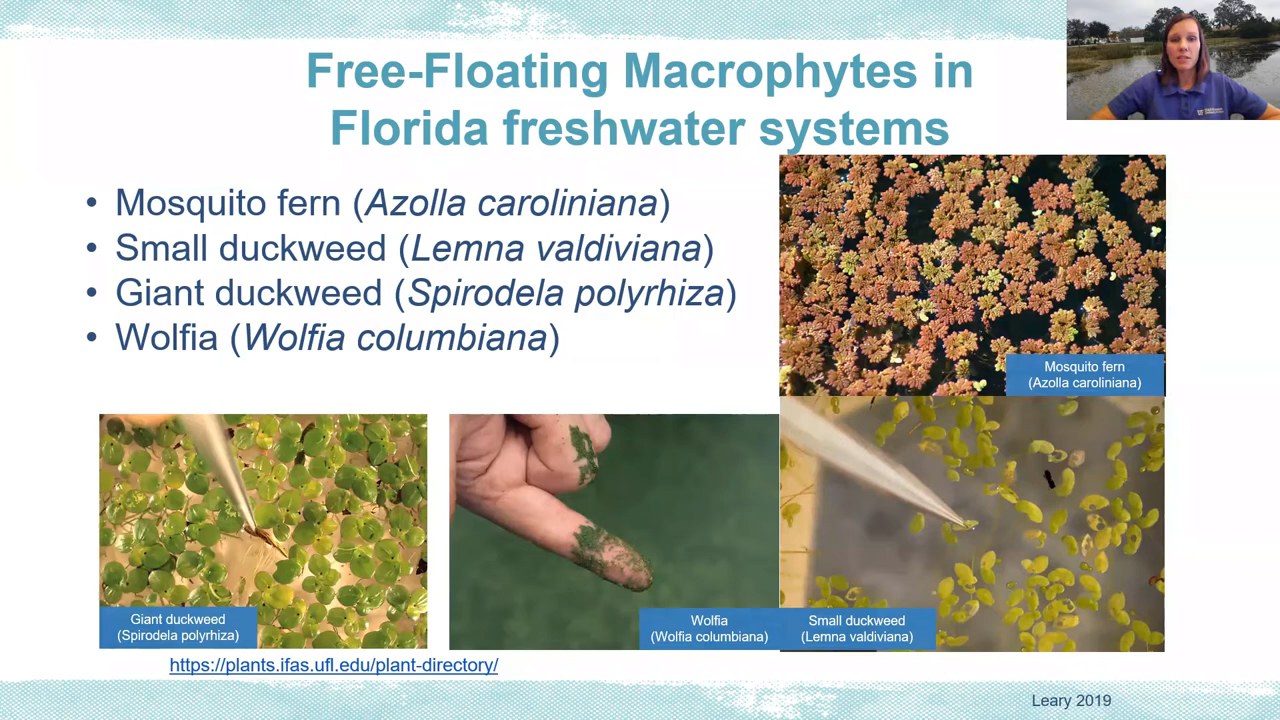 Free-Floating Macrophytes in
Florida freshwater systems
• Mosquito fern (Azolla caroliniana)
• Small duckweed (Lemna valdiviana)
• Giant duckweed (Spirodela polyrhiza)
• Wolfia (Wolfia columbiana)
Mosquito fern
(Azolla caroliniana)
Giant duckweed
(Spirodela polyrhiza)
Wolfia
(Wolfia columbiana)
Small duckweed
(Lemna valdiviana)
https://plants.ifas.ufl.edu/plant-directory/
Leary 2019